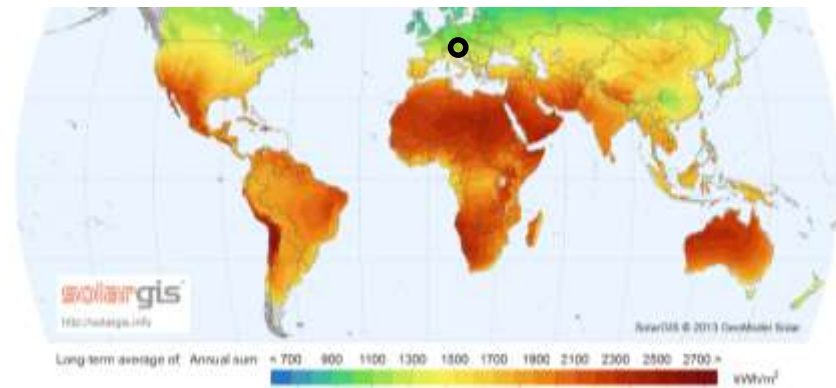 solargis
http://solargis.info
SolarGIS © 2013 GeoModel Solar
Long-term average of: Annual sum < 700 900 1100 1300 1500 1700 1900 2100 2300 2500 2700 >
kWh/m²